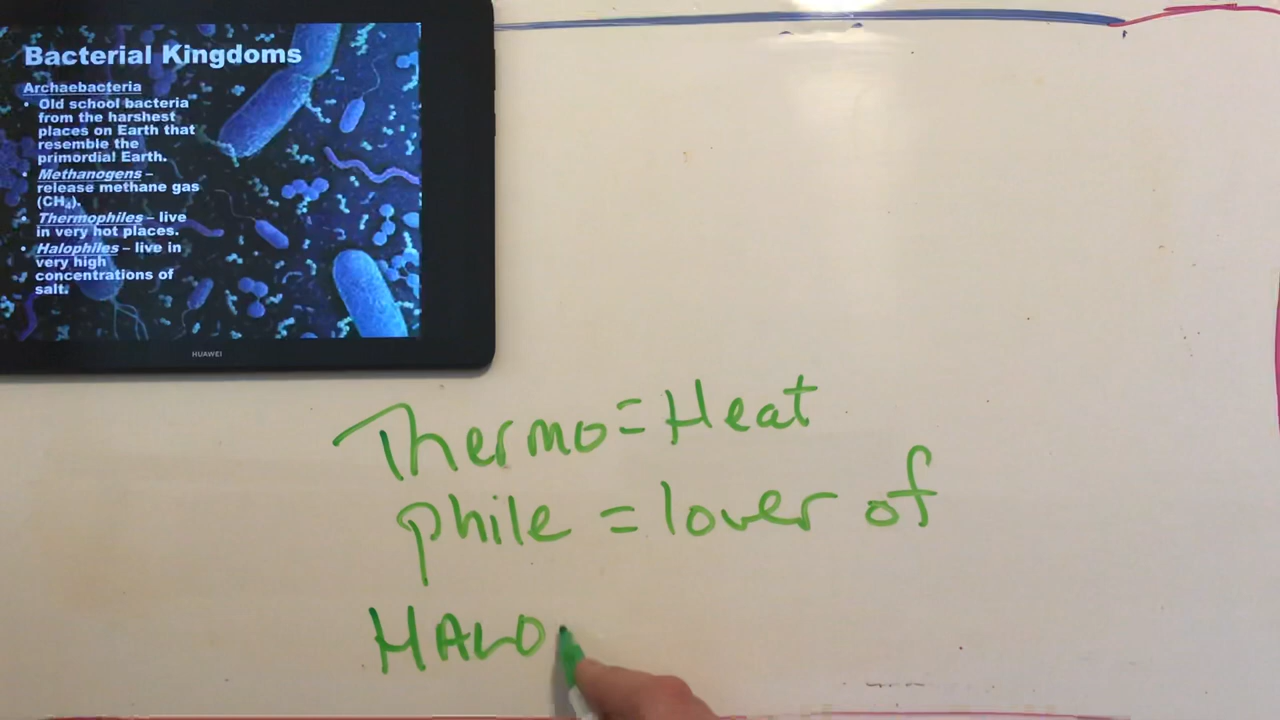 Bacterial Kingdoms
Archaebacteria
• Old school bacteria
from the harshest
places on Earth that
resemble the
primordial Earth.
• Methanogens –
release methane gas
(CH₄).
• Thermophiles – live
in very hot places.
• Halophiles – live in
very high
concentrations of
salt.
HUAWEI
Thermo = Heat
phile = lover of
HALO